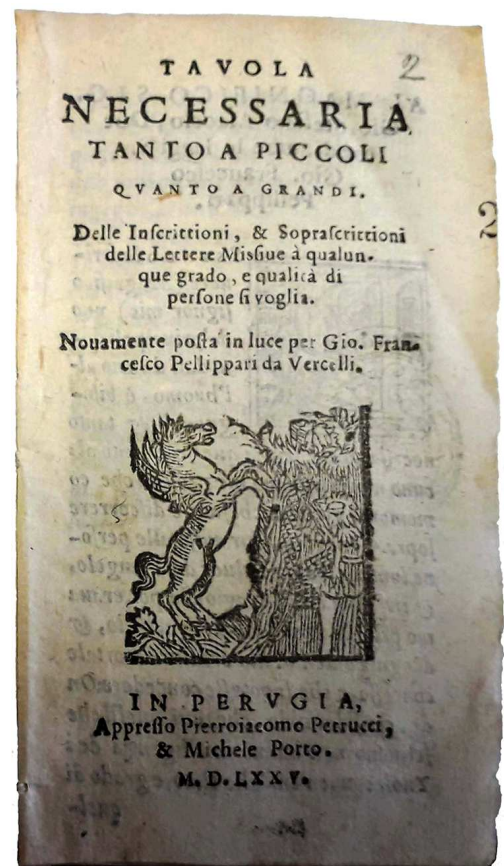 2
TAVOLA
NECESSARIA
TANTO A PICCOLI
QVANTO A GRANDI.
Delle Inſcrittioni, & Sopraſcrittioni
delle Lettere Miſſiue à qualun-
que grado, e qualità di
perſone ſi voglia.
Nouamente poſta in luce per Gio. Fran-
ceſco Pellippari da Vercelli.
2
IN PERVGIA,
Appreſſo Pietroiacomo Petrucci,
& Michele Porto.
M. D. LXXV.